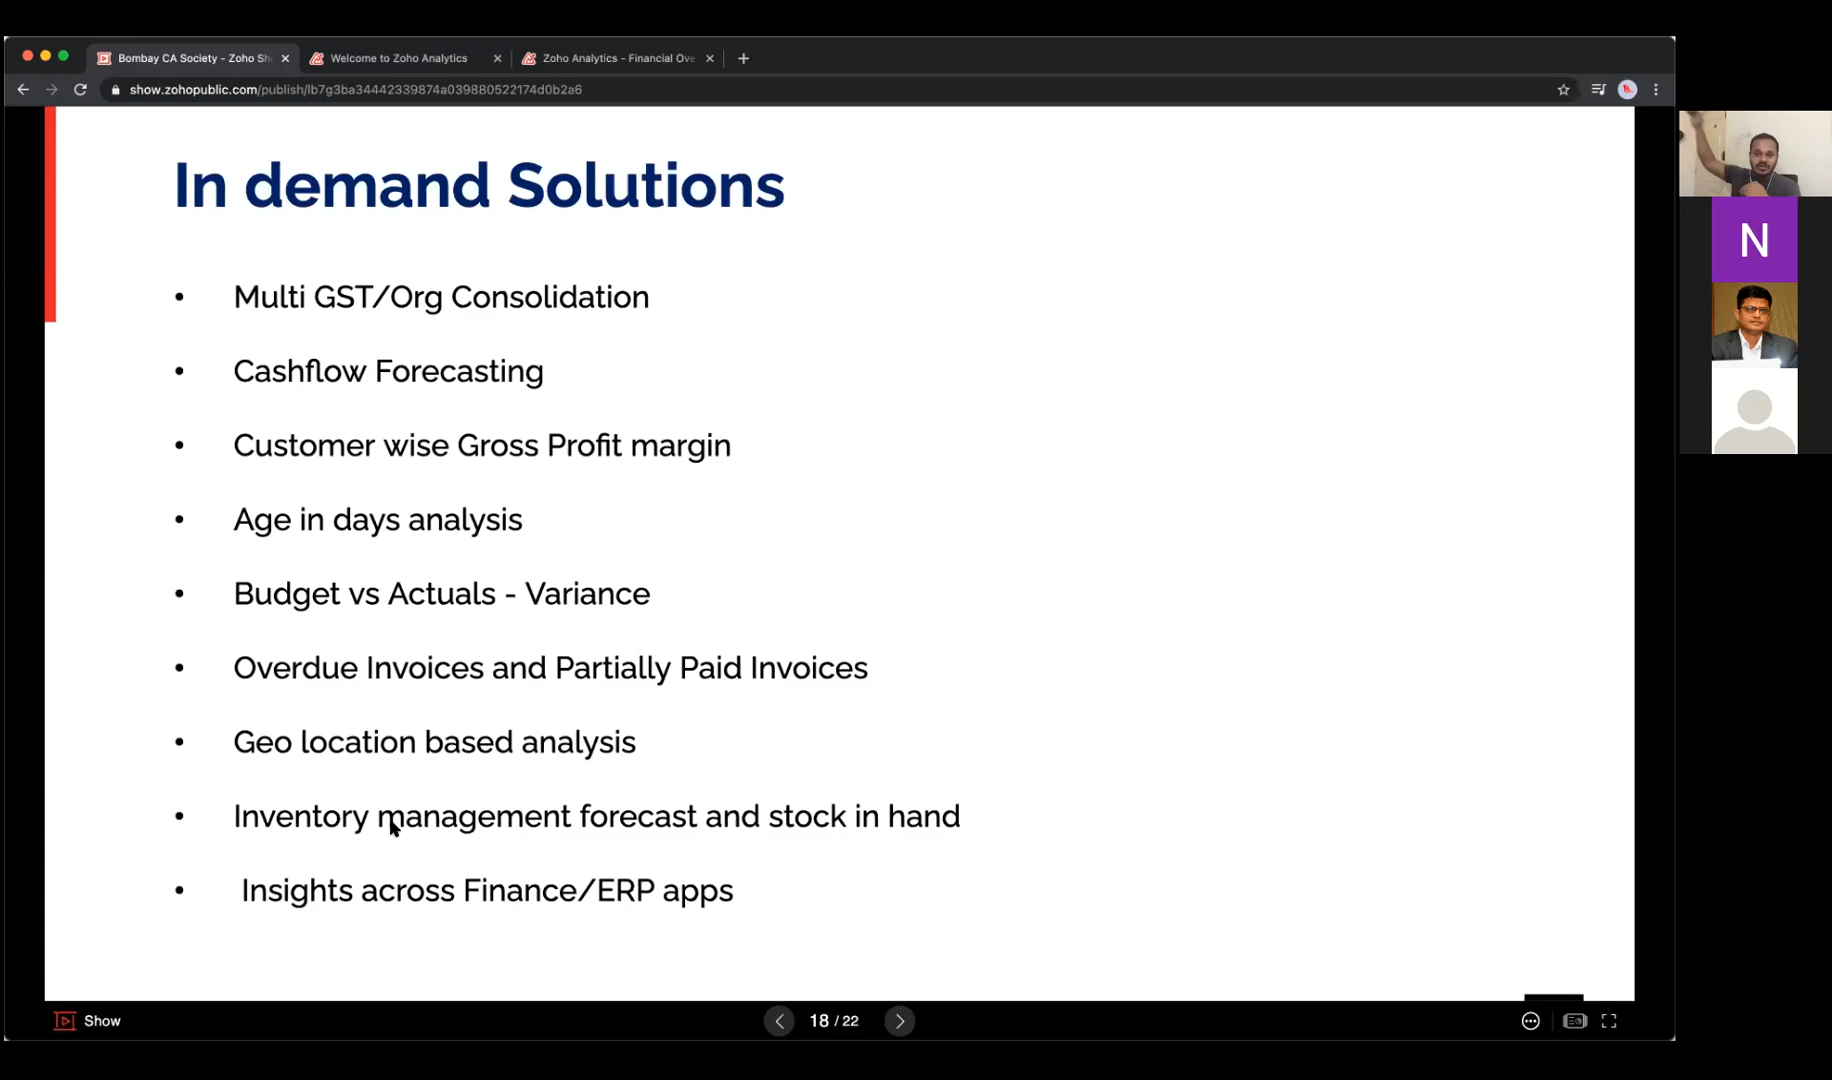 Bombay CA Society - Zoho Sh
Welcome to Zoho Analytics
Zoho Analytics - Financial Ove
show.zohopublic.com/publish/lb7g3ba34442339874a039880522174d0b2a6
In demand Solutions
• Multi GST/Org Consolidation
• Cashflow Forecasting
• Customer wise Gross Profit margin
• Age in days analysis
• Budget vs Actuals - Variance
• Overdue Invoices and Partially Paid Invoices
• Geo location based analysis
• Inventory management forecast and stock in hand
• Insights across Finance/ERP apps
N
Show
18 / 22